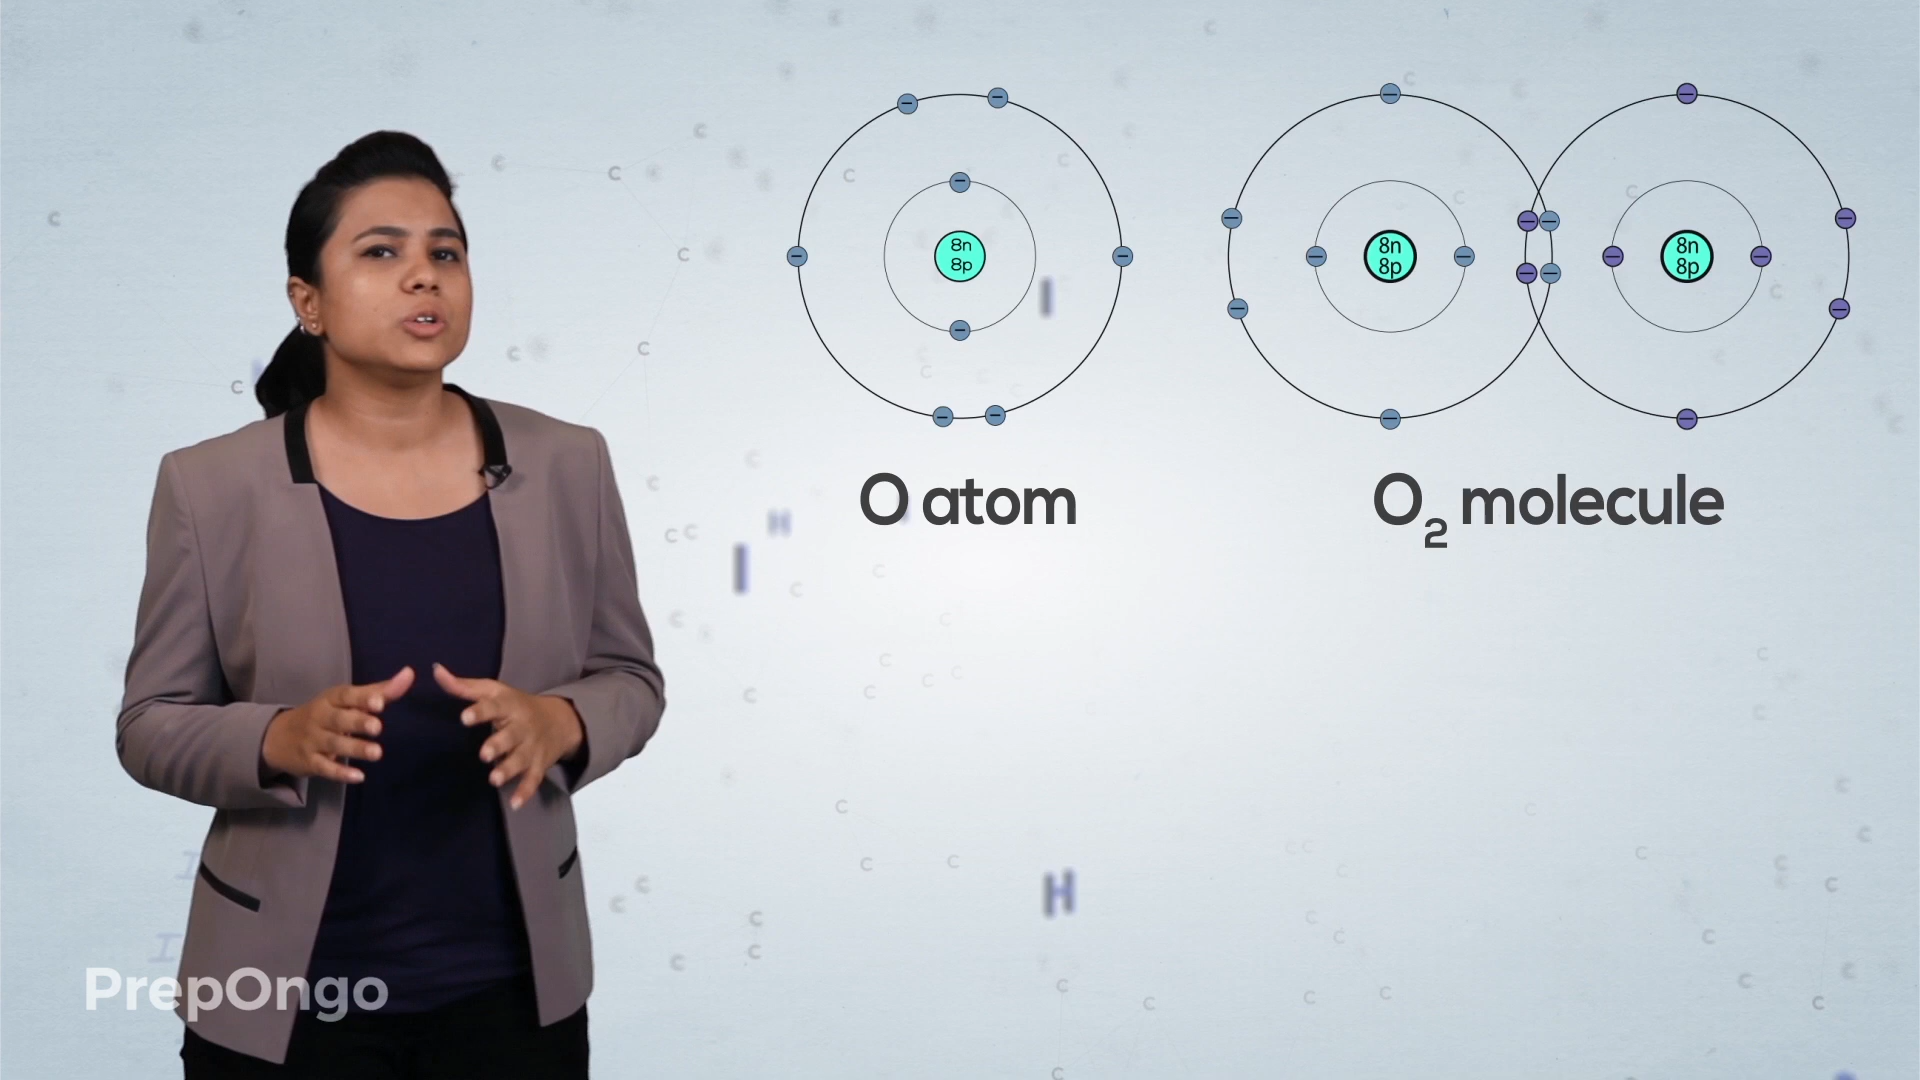 8n
8p
8n
8p
8n
8p
O atom
O2 molecule
H
I
I
H
PrepOngo